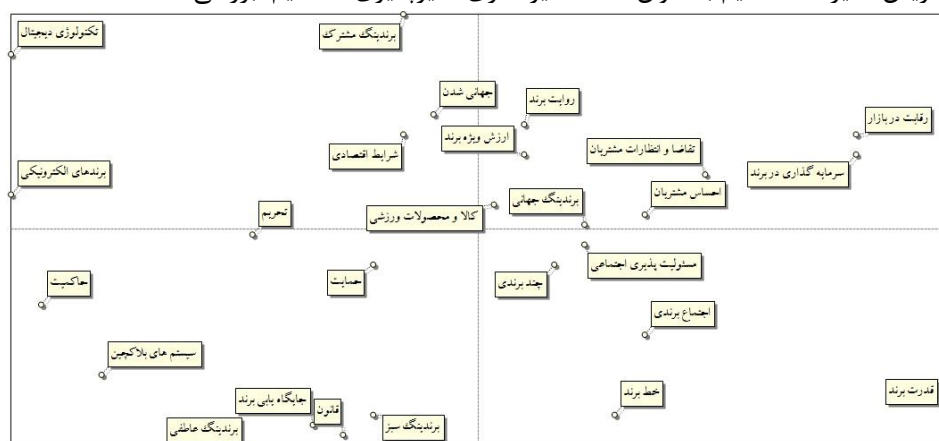 تکنولوژی دیجیتال
برندینگ مشترک
جهانی شدن
روایت برند
رقابت در بازار
ارزش ویژه برند
شرایط اقتصادی
تقاضا و انتظارات مشتریان
سرمایه گذاری در برند
برندهای الکترونیکی
احساس مشتریان
برندینگ جهانی
کالا و محصولات ورزشی
تحریم
مسئولیت پذیری اجتماعی
چند برندی
حمایت
حاکمیت
اجتماع برندی
سیستم های بلاکچین
خط برند
قدرت برند
جایگاه یابی برند
قانون
برندینگ سبز
برندینگ عاطفی